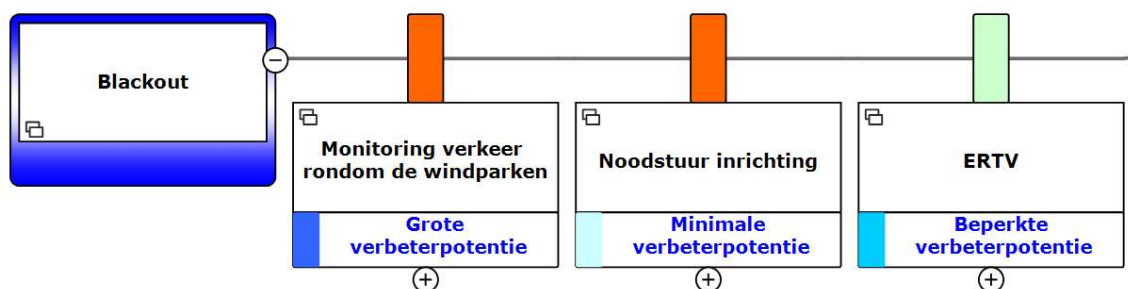 Blackout
Monitoring verkeer
rondom de windparken
Noodstuur inrichting
ERTV
Grote
verbeterpotentie
Minimale
verbeterpotentie
Beperkte
verbeterpotentie